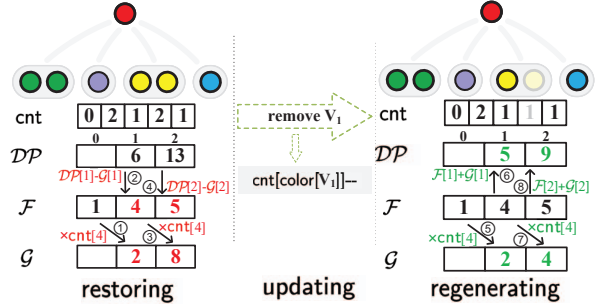 cnt
0 2 1 2 1
0 1 2
DP
6 13
DP[1]-G[1] ② ④ DP[2]-G[2]
F
1 4 5
×cnt[4] ① ③ ×cnt[4]
G
2 8
restoring
remove V₁
cnt[color[V₁]]--
updating
cnt
0 2 1 1 1
0 1 2
DP
5 9
F[1]+G[1] ⑥ ⑧ F[2]+G[2]
F
1 4 5
×cnt[4] ⑤ ⑦ ×cnt[4]
G
2 4
regenerating